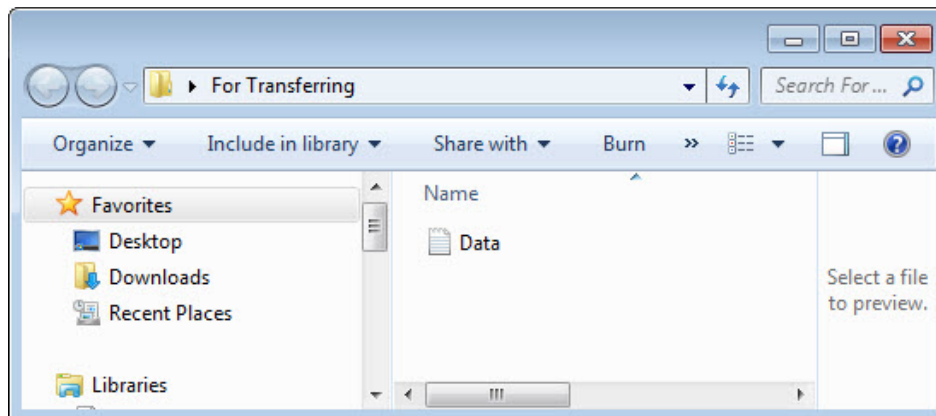 For Transferring
Search For ...
Organize Include in library Share with Burn »
Favorites
Desktop
Downloads
Recent Places
Libraries
Name
Data
Select a file
to preview.